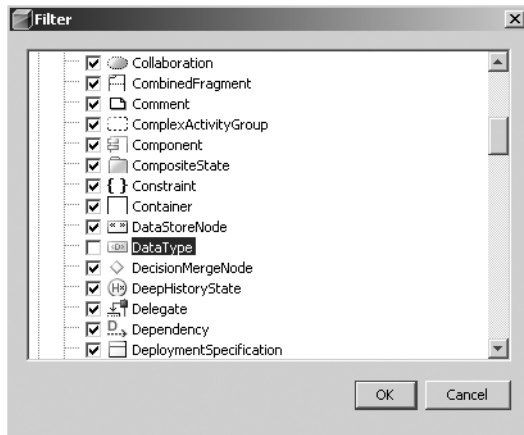 Filter
Collaboration
CombinedFragment
Comment
ComplexActivityGroup
Component
CompositeState
{ } Constraint
Container
« » DataStoreNode
DataType
DecisionMergeNode
H* DeepHistoryState
Delegate
D Dependency
DeploymentSpecification
OK Cancel